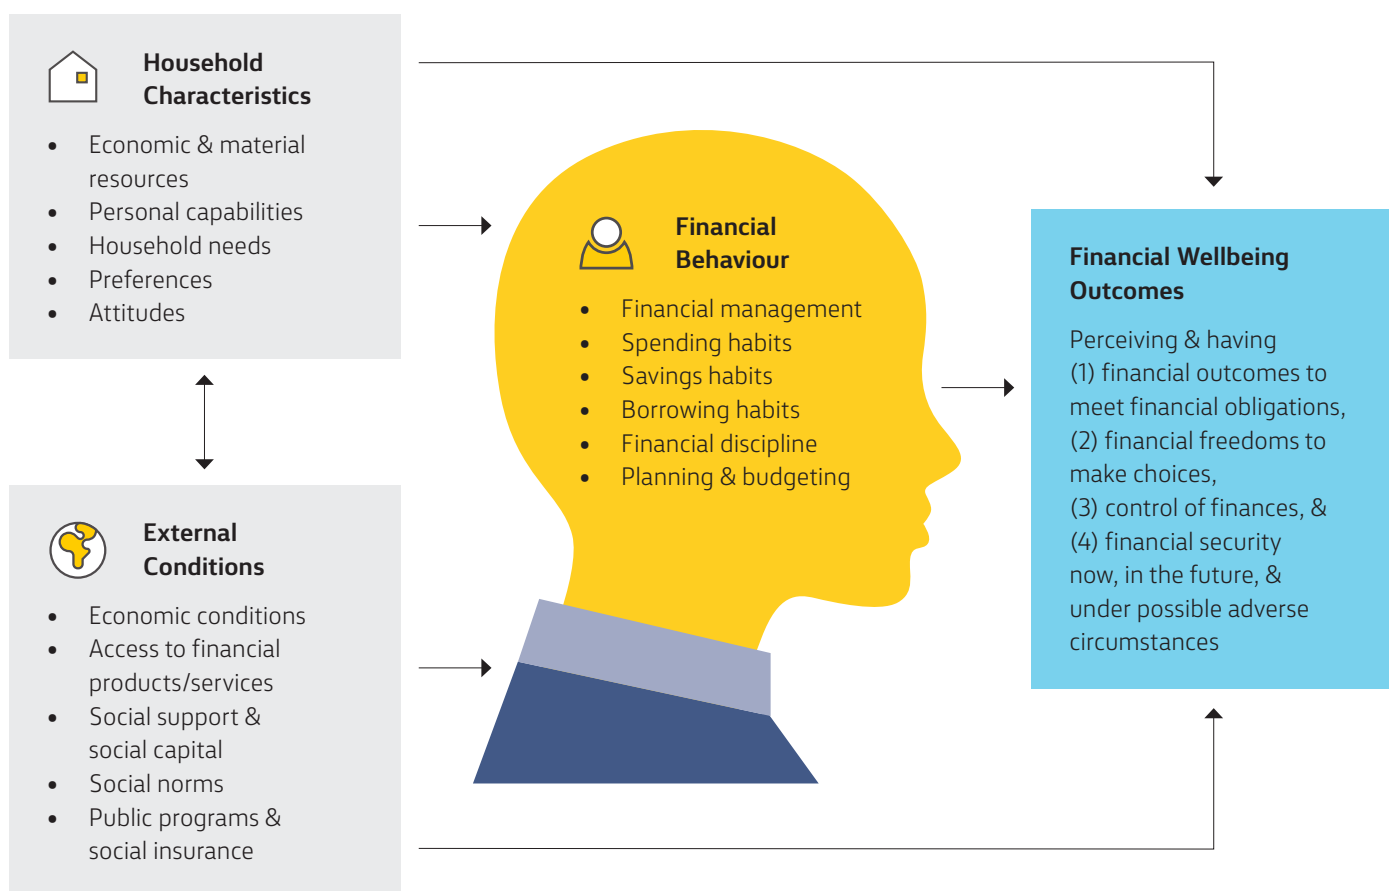 Household
Characteristics
• Economic & material
resources
• Personal capabilities
• Household needs
• Preferences
• Attitudes
External
Conditions
• Economic conditions
• Access to financial
products/services
• Social support &
social capital
• Social norms
• Public programs &
social insurance
Financial
Behaviour
• Financial management
• Spending habits
• Savings habits
• Borrowing habits
• Financial discipline
• Planning & budgeting
Financial Wellbeing
Outcomes
Perceiving & having
(1) financial outcomes to
meet financial obligations,
(2) financial freedoms to
make choices,
(3) control of finances, &
(4) financial security
now, in the future, &
under possible adverse
circumstances